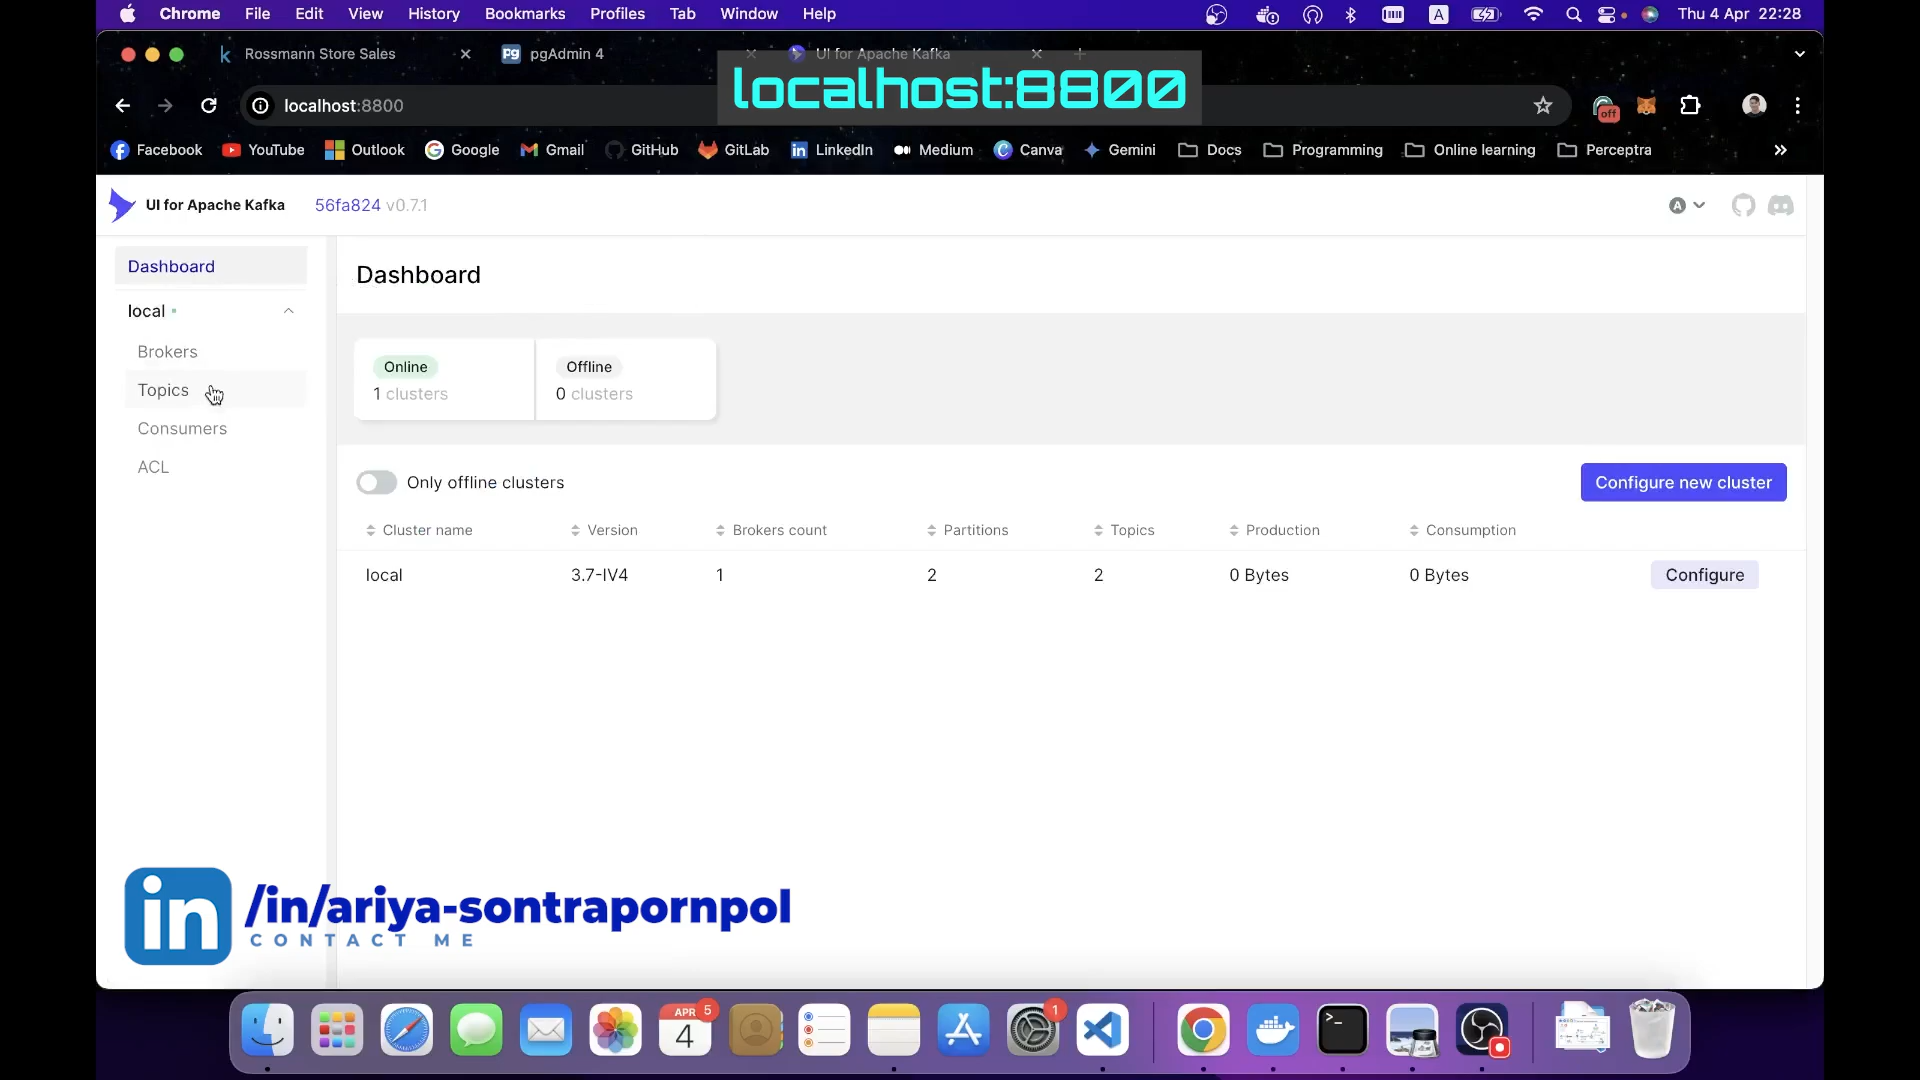 Chrome File Edit View History Bookmarks Profiles Tab Window Help A Thu 4 Apr 22:28
Rossmann Store Sales pgAdmin 4 UI for Apache Kafka
localhost:8800
localhost:8800
off
Facebook YouTube Outlook Google Gmail GitHub GitLab LinkedIn Medium Canva Gemini Docs Programming Online learning Perceptra
UI for Apache Kafka 56fa824 v0.7.1
A
Dashboard
local
Brokers
Topics
Consumers
ACL
Dashboard
Online
1 clusters
Offline
0 clusters
Only offline clusters
Configure new cluster
Cluster name Version Brokers count Partitions Topics Production Consumption
local 3.7-IV4 1 2 2 0 Bytes 0 Bytes Configure
in
/in/ariya-sontrapornpol
CONTACT ME
APR 5
4
1